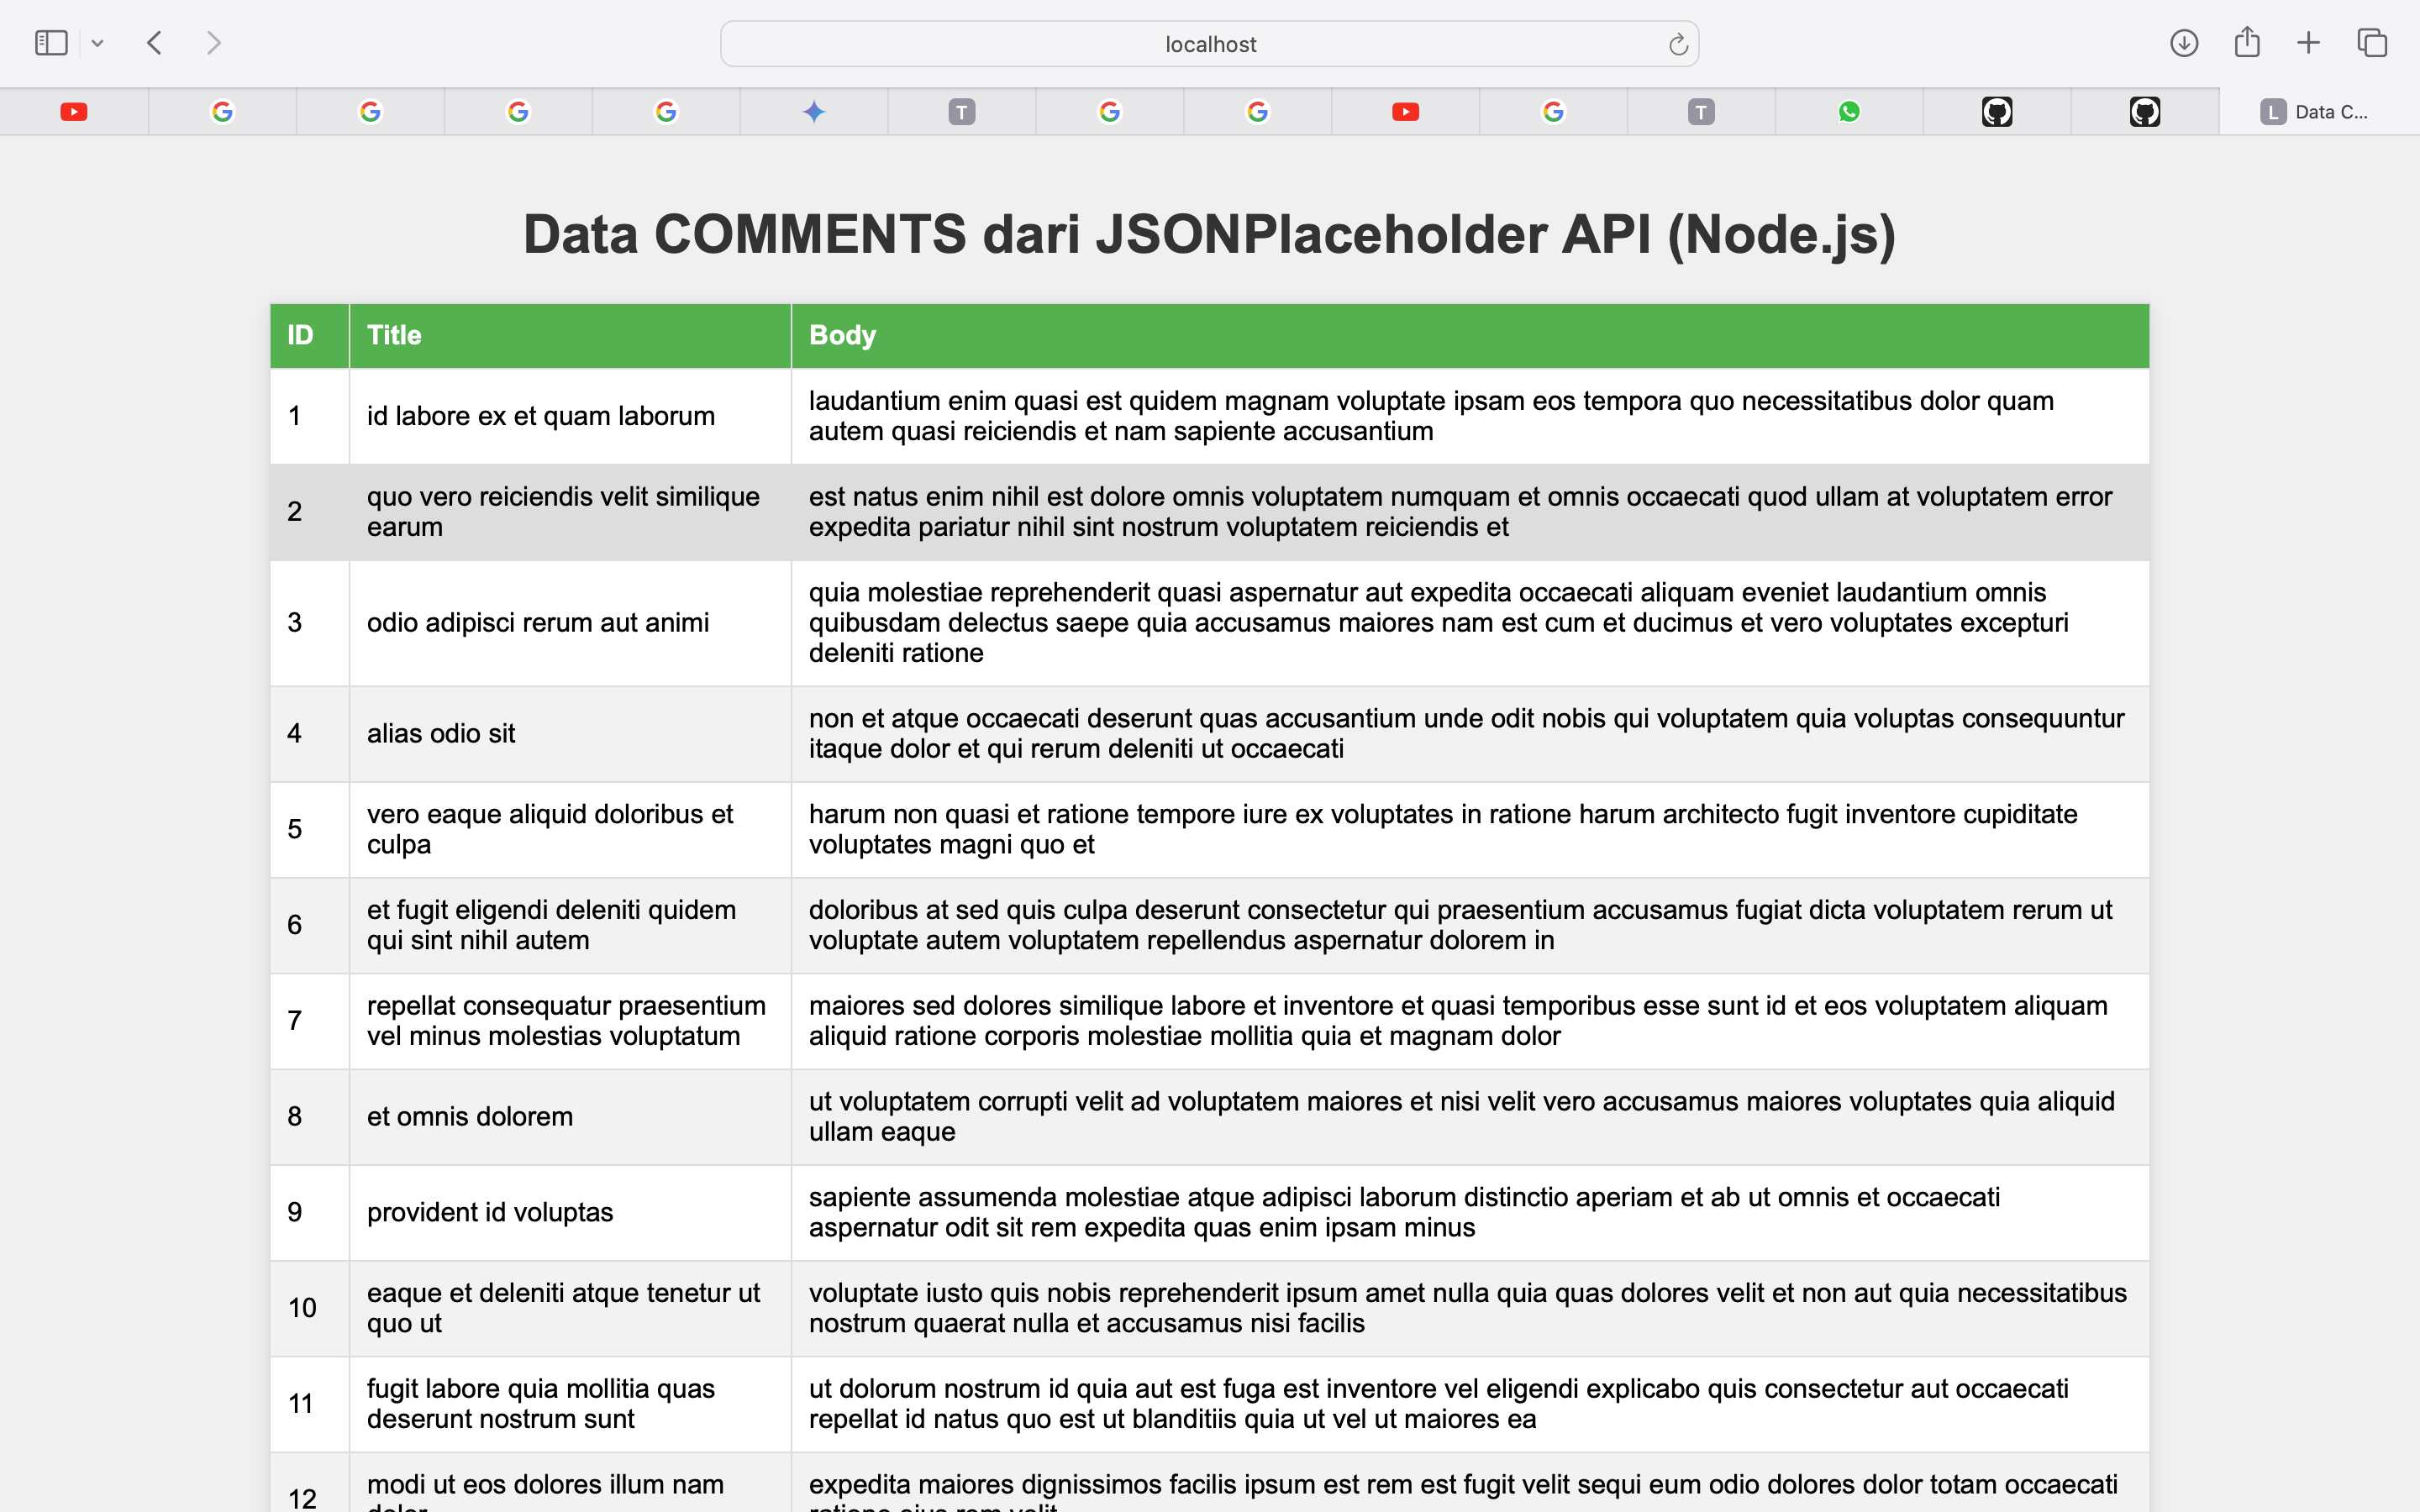 localhost
T
T
L Data C...
Data COMMENTS dari JSONPlaceholder API (Node.js)
ID Title Body
1 id labore ex et quam laborum
laudantium enim quasi est quidem magnam voluptate ipsam eos tempora quo necessitatibus dolor quam
autem quasi reiciendis et nam sapiente accusantium
2 quo vero reiciendis velit similique
earum
est natus enim nihil est dolore omnis voluptatem numquam et omnis occaecati quod ullam at voluptatem error
expedita pariatur nihil sint nostrum voluptatem reiciendis et
3 odio adipisci rerum aut animi
quia molestiae reprehenderit quasi aspernatur aut expedita occaecati aliquam eveniet laudantium omnis
quibusdam delectus saepe quia accusamus maiores nam est cum et ducimus et vero voluptates excepturi
deleniti ratione
4 alias odio sit
non et atque occaecati deserunt quas accusantium unde odit nobis qui voluptatem quia voluptas consequuntur
itaque dolor et qui rerum deleniti ut occaecati
5 vero eaque aliquid doloribus et
culpa
harum non quasi et ratione tempore iure ex voluptates in ratione harum architecto fugit inventore cupiditate
voluptates magni quo et
6 et fugit eligendi deleniti quidem
qui sint nihil autem
doloribus at sed quis culpa deserunt consectetur qui praesentium accusamus fugiat dicta voluptatem rerum ut
voluptate autem voluptatem repellendus aspernatur dolorem in
7 repellat consequatur praesentium
vel minus molestias voluptatum
maiores sed dolores similique labore et inventore et quasi temporibus esse sunt id et eos voluptatem aliquam
aliquid ratione corporis molestiae mollitia quia et magnam dolor
8 et omnis dolorem
ut voluptatem corrupti velit ad voluptatem maiores et nisi velit vero accusamus maiores voluptates quia aliquid
ullam eaque
9 provident id voluptas
sapiente assumenda molestiae atque adipisci laborum distinctio aperiam et ab ut omnis et occaecati
aspernatur odit sit rem expedita quas enim ipsam minus
10 eaque et deleniti atque tenetur ut
quo ut
voluptate iusto quis nobis reprehenderit ipsum amet nulla quia quas dolores velit et non aut quia necessitatibus
nostrum quaerat nulla et accusamus nisi facilis
11 fugit labore quia mollitia quas
deserunt nostrum sunt
ut dolorum nostrum id quia aut est fuga est inventore vel eligendi explicabo quis consectetur aut occaecati
repellat id natus quo est ut blanditiis quia ut vel ut maiores ea
12 modi ut eos dolores illum nam
expedita maiores dignissimos facilis ipsum est rem est fugit velit sequi eum odio dolores dolor totam occaecati